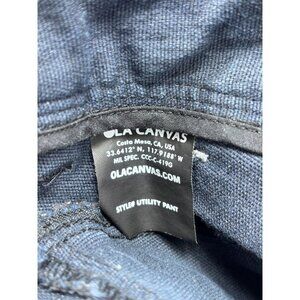 OLA CANVAS
Costa Mesa, CA, USA
33.6412° N, 117.9188° W
MIL SPEC. CCC-C-419G
OLACANVAS.COM
STYLE# UTILITY PANT